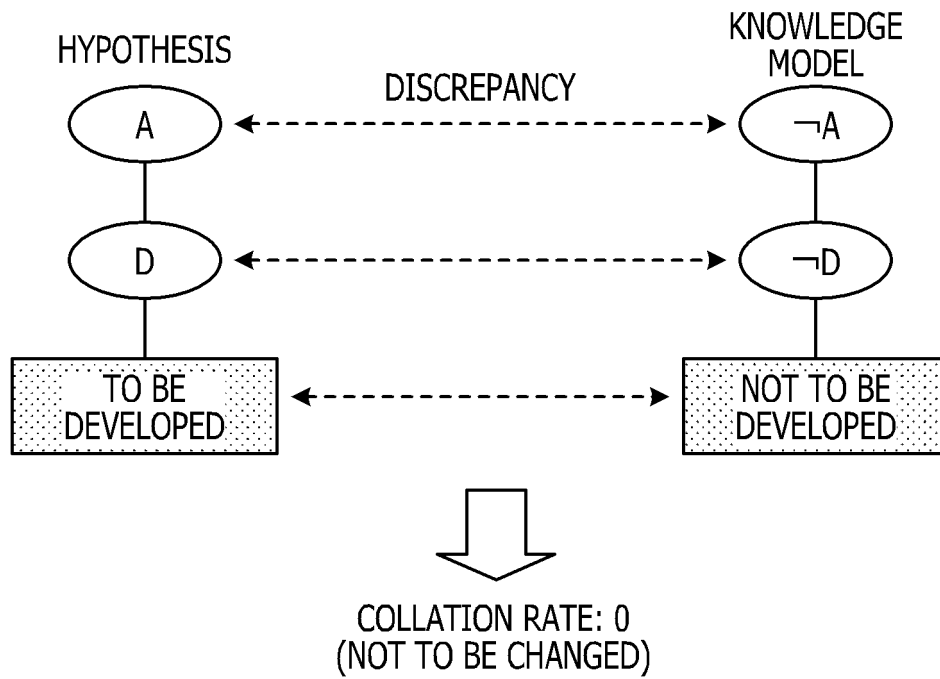 HYPOTHESIS
KNOWLEDGE
MODEL
DISCREPANCY
A
¬A
D
¬D
TO BE
DEVELOPED
NOT TO BE
DEVELOPED
COLLATION RATE: 0
(NOT TO BE CHANGED)